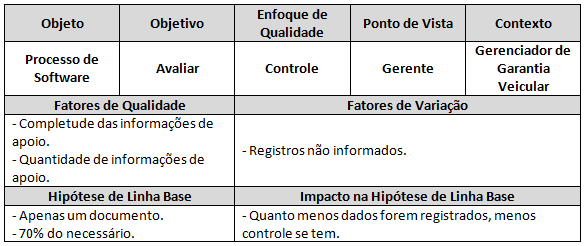 Objeto
Objetivo
Enfoque de
Qualidade
Ponto de Vista
Contexto
Processo de
Software
Avaliar
Controle
Gerente
Gerenciador de
Garantia
Veicular
Fatores de Qualidade
Fatores de Variação
- Completude das informações de
apoio.
- Quantidade de informações de
apoio.
- Registros não informados.
Hipótese de Linha Base
Impacto na Hipótese de Linha Base
- Apenas um documento.
- 70% do necessário.
- Quanto menos dados forem registrados, menos
controle se tem.